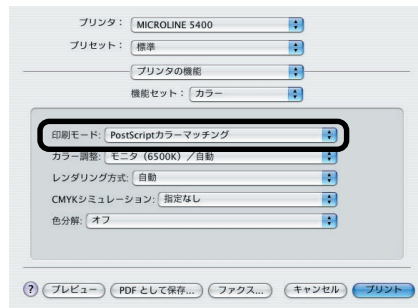 プリンタ： MICROLINE 5400
プリセット： 標準
プリンタの機能
機能セット： カラー
印刷モード: PostScriptカラーマッチング
カラー調整: モニタ（6500K）／自動
レンダリング方式: 自動
CMYKシミュレーション: 指定なし
色分解: オフ
? プレビュー PDF として保存... ファクス... キャンセル プリント